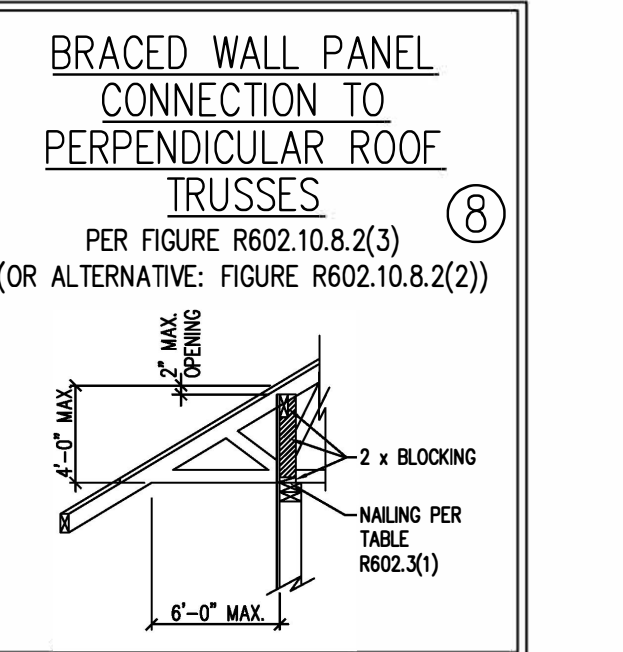 BRACED WALL PANEL
CONNECTION TO
PERPENDICULAR ROOF
TRUSSES
8
PER FIGURE R602.10.8.2(3)
(OR ALTERNATIVE: FIGURE R602.10.8.2(2))
2" MAX.
OPENING
4'-0" MAX.
2 x BLOCKING
NAILING PER
TABLE
R602.3(1)
6'-0" MAX.